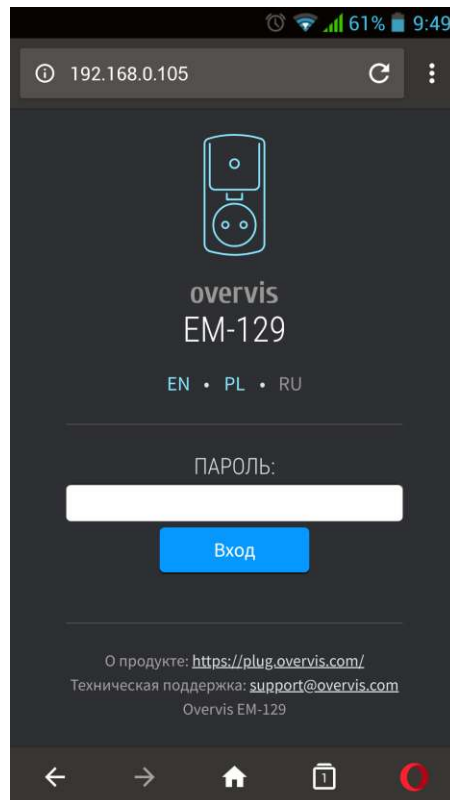 61% 9:49
192.168.0.105
overvis
EM-129
EN • PL • RU
ПАРОЛЬ:
Вход
О продукте: https://plug.overvis.com/
Техническая поддержка: support@overvis.com
Overvis EM-129
1